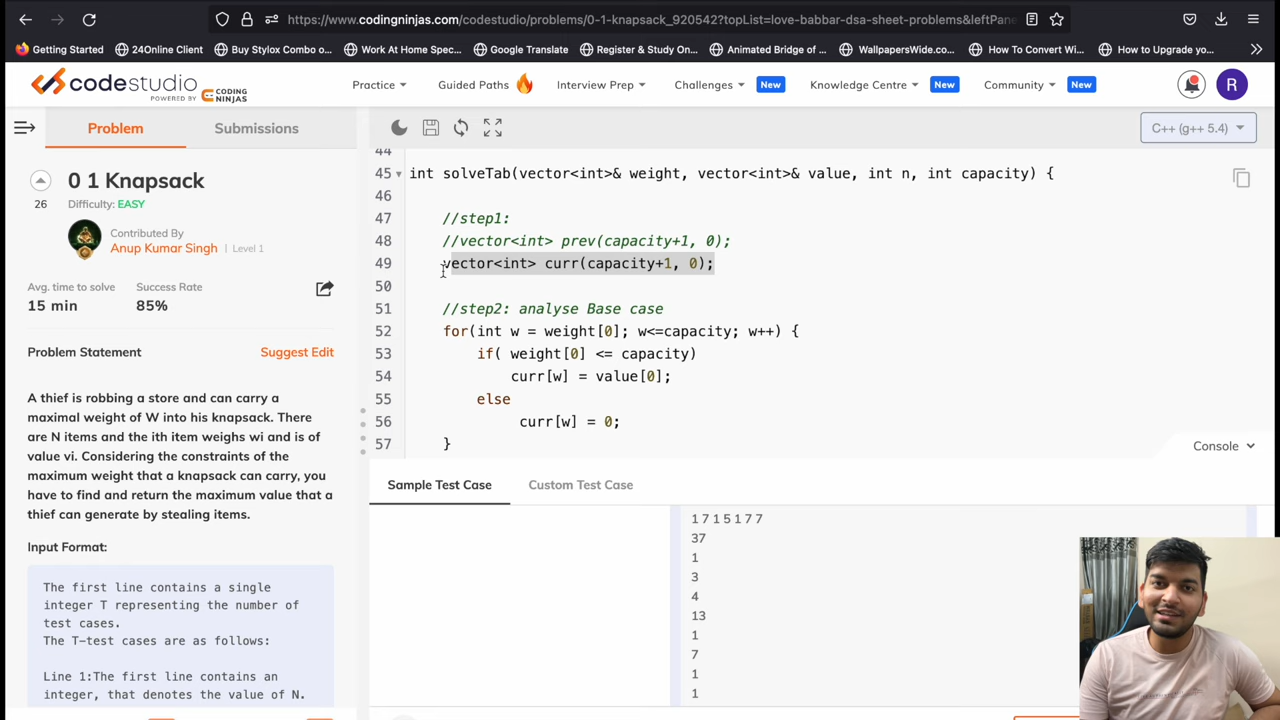 https://www.codingninjas.com/codestudio/problems/0-1-knapsack_920542?topList=love-babbar-dsa-sheet-problems&leftPane
Getting Started
24Online Client
Buy Stylox Combo o...
Work At Home Spec...
Google Translate
Register & Study On...
Animated Bridge of ...
WallpapersWide.co...
How To Convert Wi...
How to Upgrade yo...
codestudio
POWERED BY CODING NINJAS
Practice
Guided Paths
Interview Prep
Challenges
New
Knowledge Centre
New
Community
New
R
Problem
Submissions
C++ (g++ 5.4)
0 1 Knapsack
Difficulty: EASY
26
Contributed By
Anup Kumar Singh | Level 1
Avg. time to solve
15 min
Success Rate
85%
Problem Statement
Suggest Edit
A thief is robbing a store and can carry a
maximal weight of W into his knapsack. There
are N items and the ith item weighs wi and is of
value vi. Considering the constraints of the
maximum weight that a knapsack can carry, you
have to find and return the maximum value that a
thief can generate by stealing items.
Input Format:
The first line contains a single
integer T representing the number of
test cases.
The T-test cases are as follows:
Line 1:The first line contains an
integer, that denotes the value of N.
44
45 int solveTab(vector<int>& weight, vector<int>& value, int n, int capacity) {
46
47 //step1:
48 //vector<int> prev(capacity+1, 0);
49 vector<int> curr(capacity+1, 0);
50
51 //step2: analyse Base case
52 for(int w = weight[0]; w<=capacity; w++) {
53 if( weight[0] <= capacity)
54 curr[w] = value[0];
55 else
56 curr[w] = 0;
57 }
Console
Sample Test Case
Custom Test Case
1 7 1 5 1 7 7
37
1
3
4
13
1
7
1
1